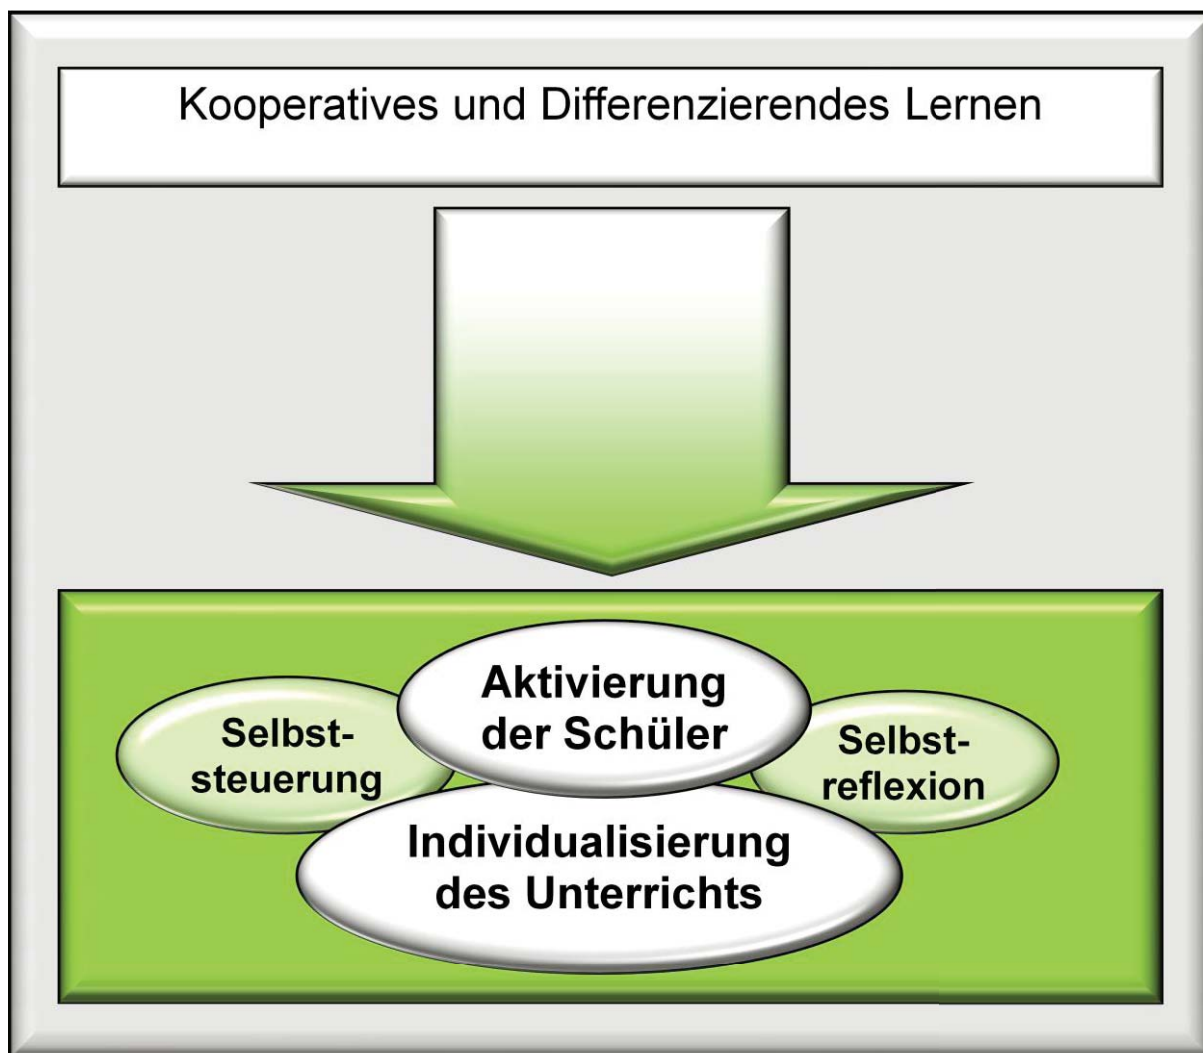 Kooperatives und Differenzierendes Lernen
Aktivierung
der Schüler
Selbst-
steuerung
Selbst-
reflexion
Individualisierung
des Unterrichts